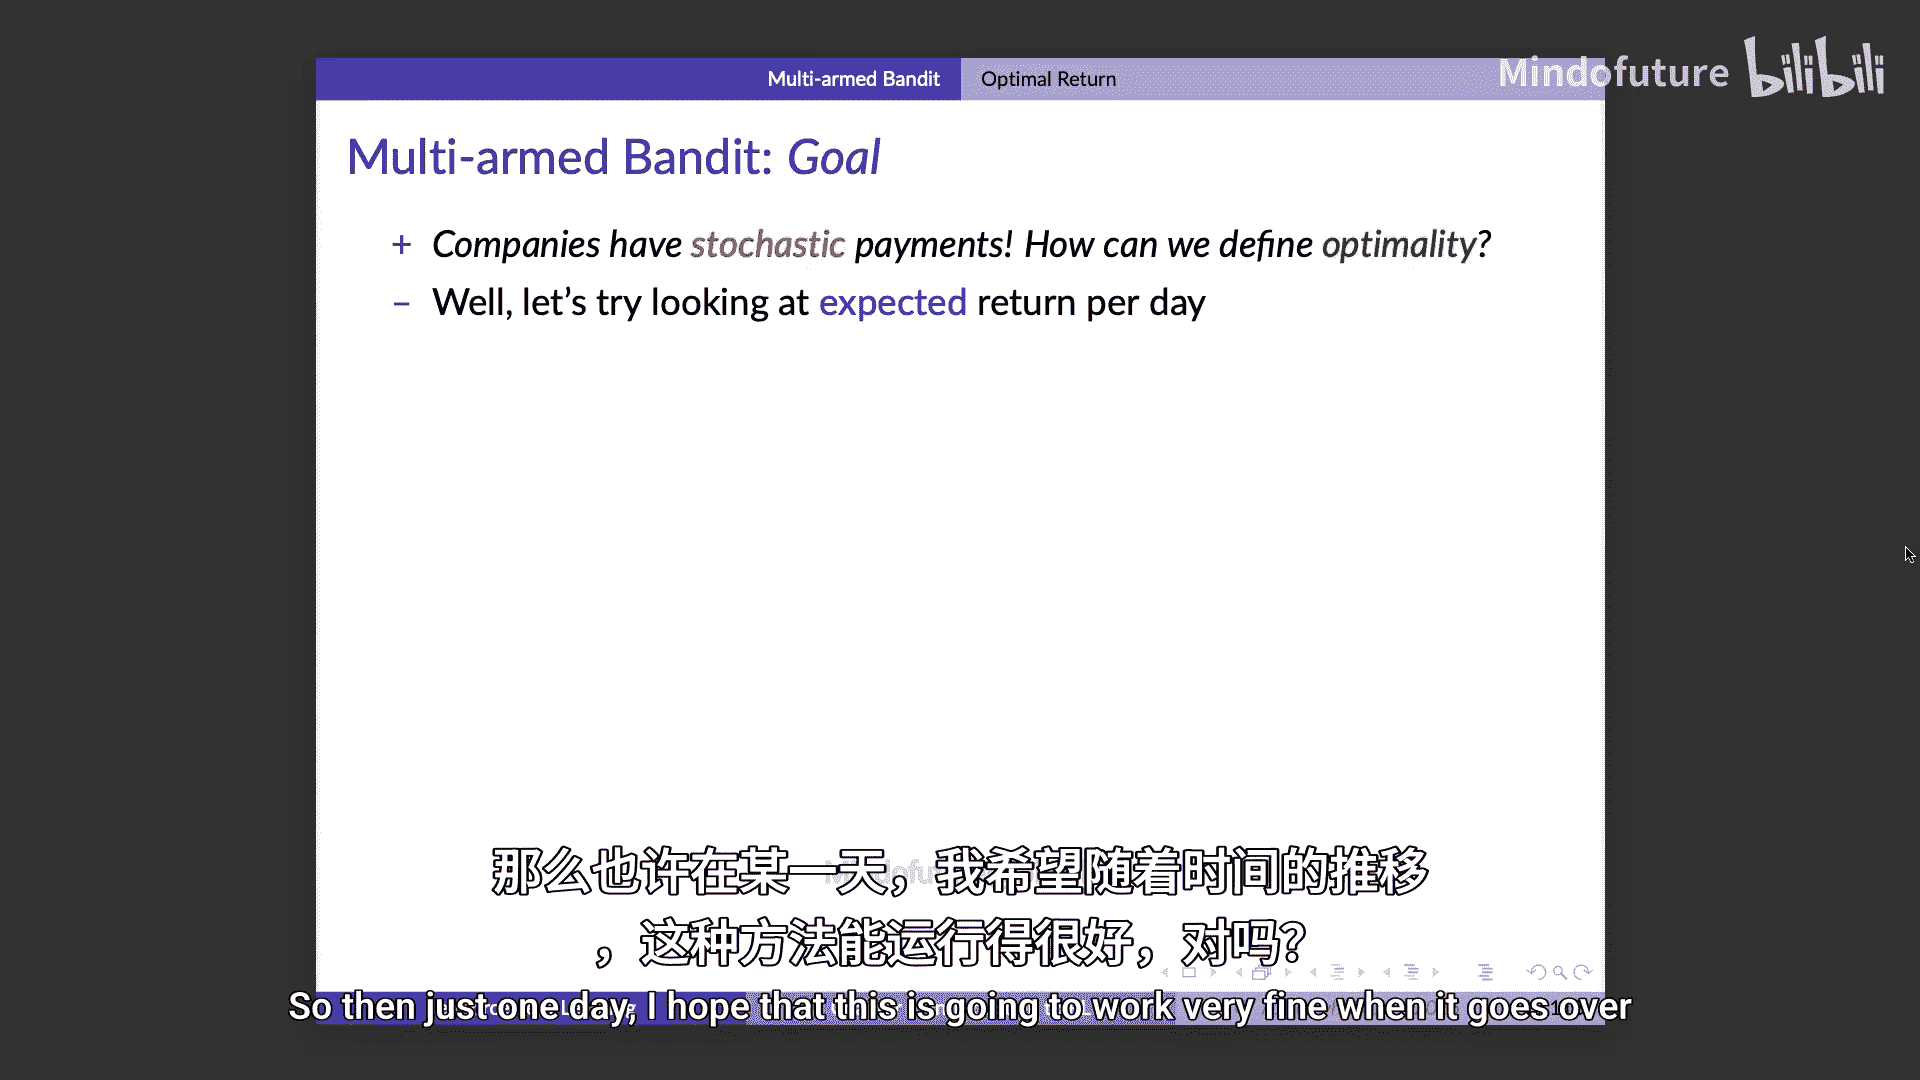 Multi-armed Bandit
Optimal Return
Mindofuture bilibili
Multi-armed Bandit: Goal
+ Companies have stochastic payments! How can we define optimality?
– Well, let's try looking at expected return per day
那么也许在某一天，我希望随着时间的推移
，这种方法能运行得很好，对吗？
So then just one day, I hope that this is going to work very fine when it goes over